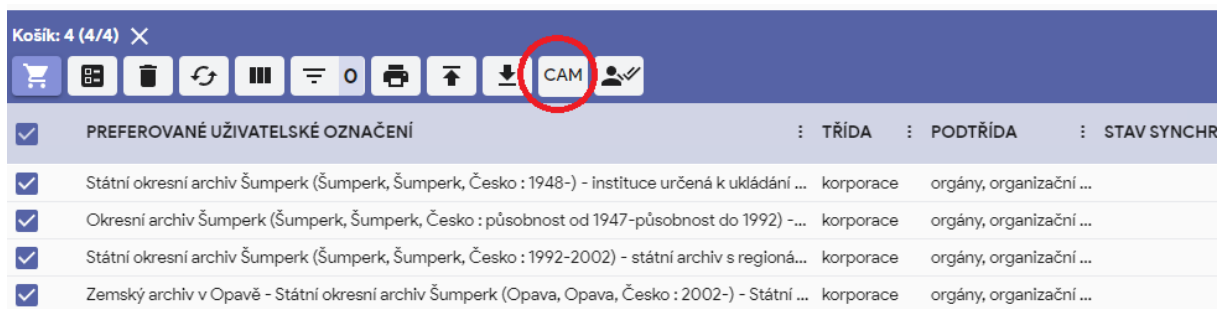 Košík: 4 (4/4)
0 CAM
PREFEROVANÉ UŽIVATELSKÉ OZNAČENÍ TŘÍDA PODTŘÍDA STAV SYNCHR
Státní okresní archiv Šumperk (Šumperk, Šumperk, Česko : 1948-) - instituce určená k ukládání ... korporace orgány, organizační ...
Okresní archiv Šumperk (Šumperk, Šumperk, Česko : působnost od 1947-působnost do 1992) -... korporace orgány, organizační ...
Státní okresní archiv Šumperk (Šumperk, Šumperk, Česko : 1992-2002) - státní archiv s regioná... korporace orgány, organizační ...
Zemský archiv v Opavě - Státní okresní archiv Šumperk (Opava, Opava, Česko : 2002-) - Státní ... korporace orgány, organizační ...